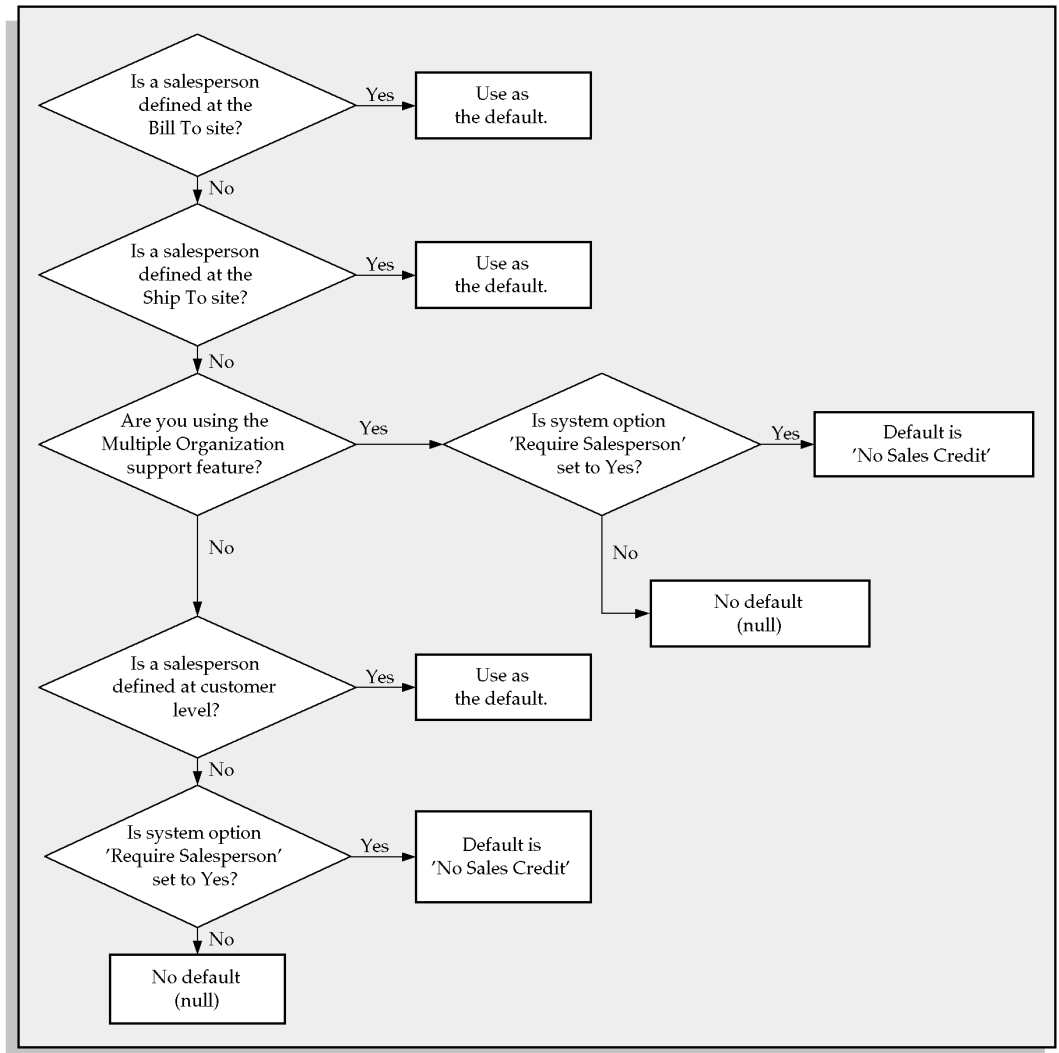 Is a salesperson
defined at the
Bill To site?
Yes
Use as
the default.
No
Is a salesperson
defined at the
Ship To site?
Yes
Use as
the default.
No
Are you using the
Multiple Organization
support feature?
Yes
Is system option
'Require Salesperson'
set to Yes?
Yes
Default is
'No Sales Credit'
No
No
No default
(null)
Is a salesperson
defined at customer
level?
Yes
Use as
the default.
No
Is system option
'Require Salesperson'
set to Yes?
Yes
Default is
'No Sales Credit'
No
No default
(null)